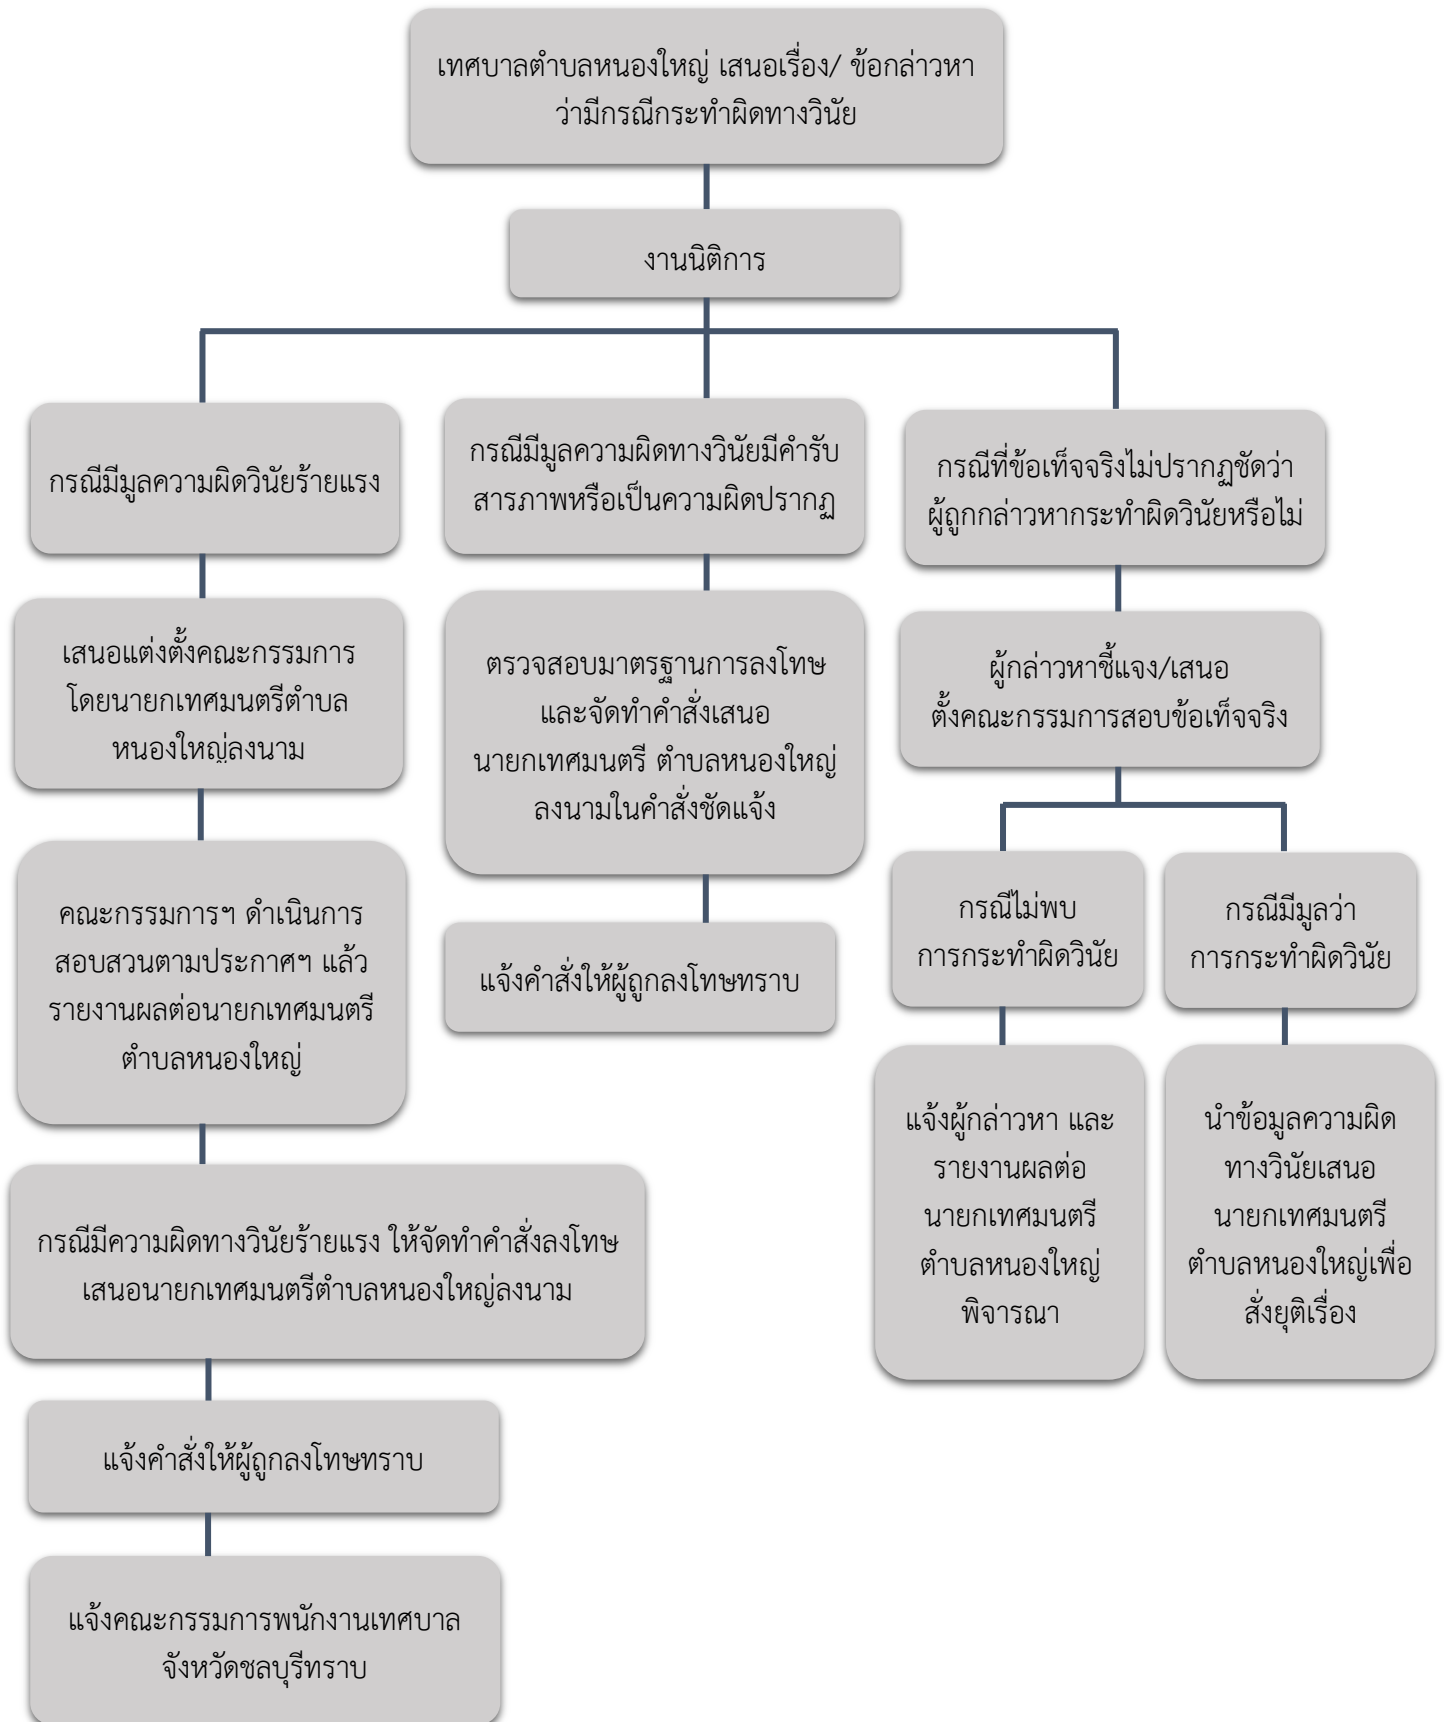 เทศบาลตำบลหนองใหญ่ เสนอเรื่อง/ ข้อกล่าวหา
ว่ามีกรณีกระทำผิดทางวินัย
งานนิติการ
กรณีมีมูลความผิดวินัยร้ายแรง
เสนอแต่งตั้งคณะกรรมการ
โดยนายกเทศมนตรีตำบล
หนองใหญ่ลงนาม
คณะกรรมการฯ ดำเนินการ
สอบสวนตามประกาศฯ แล้ว
รายงานผลต่อนายกเทศมนตรี
ตำบลหนองใหญ่
กรณีมีความผิดทางวินัยร้ายแรง ให้จัดทำคำสั่งลงโทษ
เสนอนายกเทศมนตรีตำบลหนองใหญ่ลงนาม
แจ้งคำสั่งให้ผู้ถูกลงโทษทราบ
แจ้งคณะกรรมการพนักงานเทศบาล
จังหวัดชลบุรีทราบ
กรณีมีมูลความผิดทางวินัยมีคำรับ
สารภาพหรือเป็นความผิดปรากฏ
ตรวจสอบมาตรฐานการลงโทษ
และจัดทำคำสั่งเสนอ
นายกเทศมนตรี ตำบลหนองใหญ่
ลงนามในคำสั่งชัดแจ้ง
แจ้งคำสั่งให้ผู้ถูกลงโทษทราบ
กรณีที่ข้อเท็จจริงไม่ปรากฏชัดว่า
ผู้ถูกกล่าวหากระทำผิดวินัยหรือไม่
ผู้กล่าวหาชี้แจง/เสนอ
ตั้งคณะกรรมการสอบข้อเท็จจริง
กรณีไม่พบ
การกระทำผิดวินัย
แจ้งผู้กล่าวหา และ
รายงานผลต่อ
นายกเทศมนตรี
ตำบลหนองใหญ่
พิจารณา
กรณีมีมูลว่า
การกระทำผิดวินัย
นำข้อมูลความผิด
ทางวินัยเสนอ
นายกเทศมนตรี
ตำบลหนองใหญ่เพื่อ
สั่งยุติเรื่อง